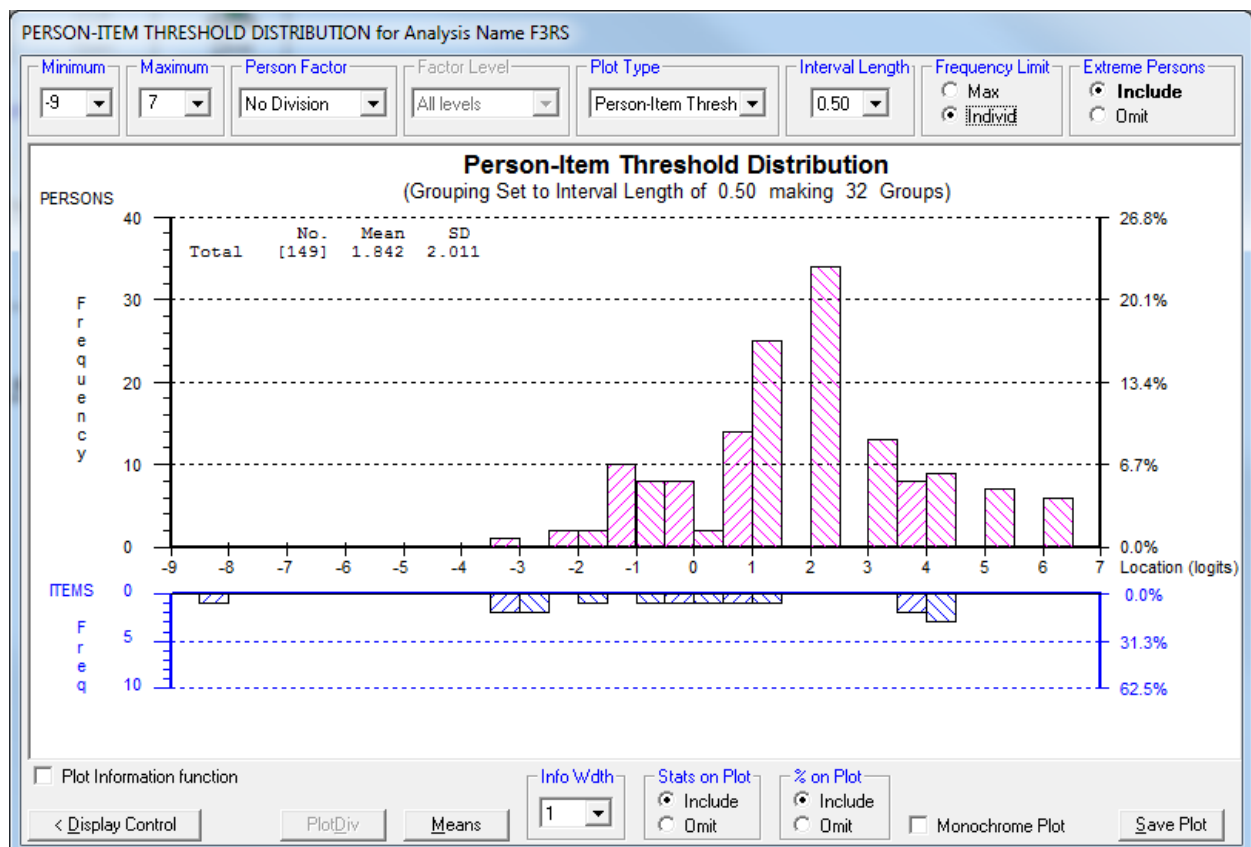 PERSON-ITEM THRESHOLD DISTRIBUTION for Analysis Name F3RS
Minimum Maximum Person Factor Factor Level Plot Type Interval Length Frequency Limit Extreme Persons
-9 7 No Division All levels Person-Item Thresh 0.50 Max Include
Individ Omit
Person-Item Threshold Distribution
(Grouping Set to Interval Length of 0.50 making 32 Groups)
PERSONS
No. Mean SD
Total [149] 1.842 2.011
40 26.8%
30 20.1%
20 13.4%
10 6.7%
0 0.0%
Frequency
-9 -8 -7 -6 -5 -4 -3 -2 -1 0 1 2 3 4 5 6 7 Location (logits)
ITEMS 0 0.0%
5 31.3%
10 62.5%
Freq
Plot Information function
Info Wdth Stats on Plot % on Plot
1 Include Include
Omit Omit
Monochrome Plot
< Display Control PlotDiv Means Save Plot